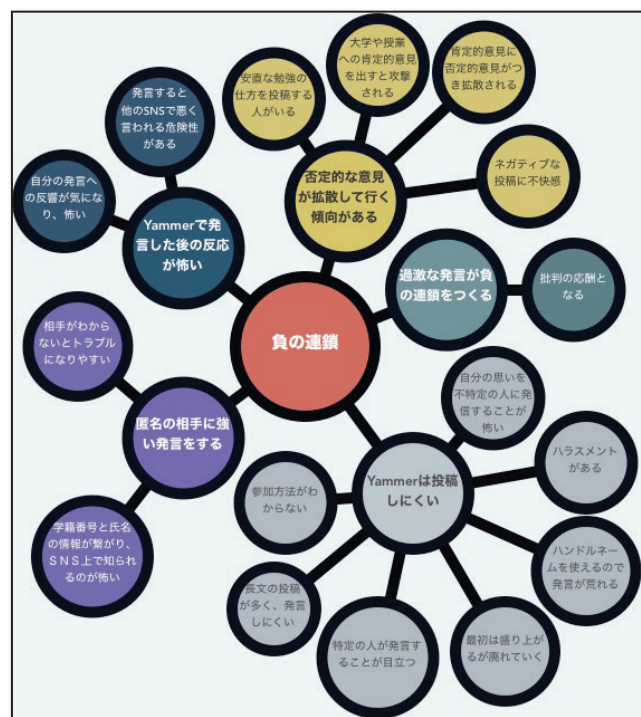 大学や授業
への肯定的意見
を出すと攻撃
される
肯定的意見に
否定的意見がつ
き拡散される
安直な勉強の
仕方を投稿する
人がいる
発言すると
他のSNSで悪く
言われる危険性
がある
ネガティブな
投稿に不快感
否定的な意見
が拡散して行く
傾向がある
自分の発言へ
の反響が気にな
り、怖い
Yammerで発
言した後の反応
が怖い
過激な発言が負
の連鎖をつくる
批判の応酬と
なる
負の連鎖
相手がわから
ないとトラブル
になりやすい
自分の思いを
不特定の人に発
信することが
怖い
匿名の相手に強
い発言をする
ハラスメント
がある
Yammerは投稿
しにくい
参加方法がわ
からない
学籍番号と氏名
の情報が繋がり、
SNS上で知られ
るのが怖い
ハンドルネー
ムを使えるので
発言が荒れる
長文の投稿
が多く、発言
しにくい
特定の人が発言す
ることが目立つ
最初は盛り上が
るが廃れていく